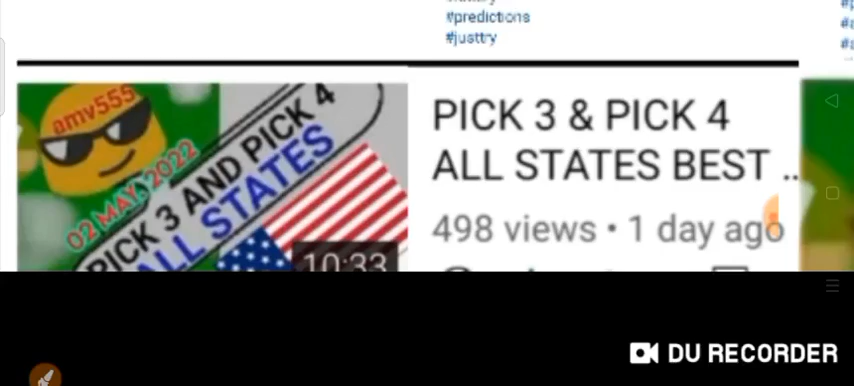 #predictions
#justtry
amv555
02 MAY 2022
PICK 3 AND PICK 4
ALL STATES
10:33
PICK 3 & PICK 4
ALL STATES BEST ..
498 views • 1 day ago
DU RECORDER